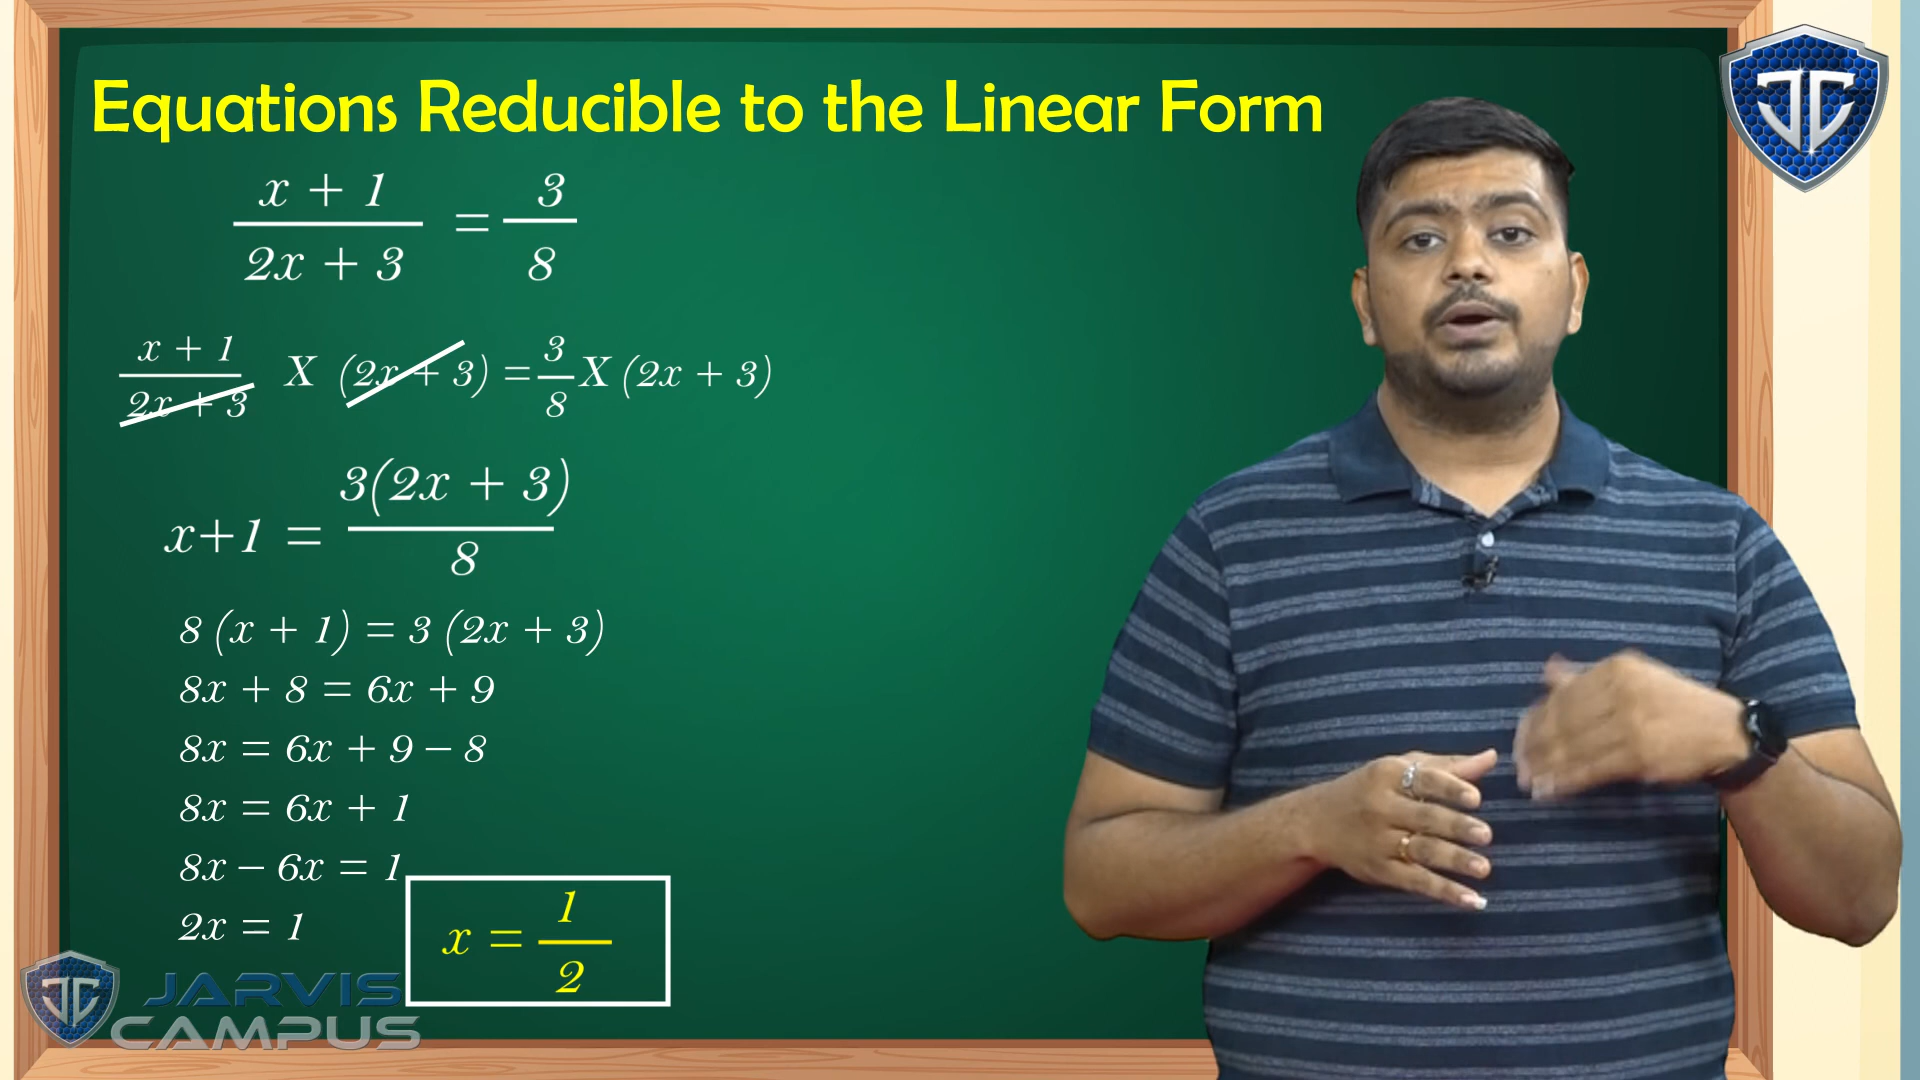 Equations Reducible to the Linear Form
x + 1 / 2x + 3 = 3 / 8
x + 1 / 2x + 3 X (2x + 3) = 3 / 8 X (2x + 3)
x+1 = 3(2x + 3) / 8
8 (x + 1) = 3 (2x + 3)
8x + 8 = 6x + 9
8x = 6x + 9 – 8
8x = 6x + 1
8x – 6x = 1
2x = 1
x = 1 / 2
JC
JC
JARVIS
CAMPUS